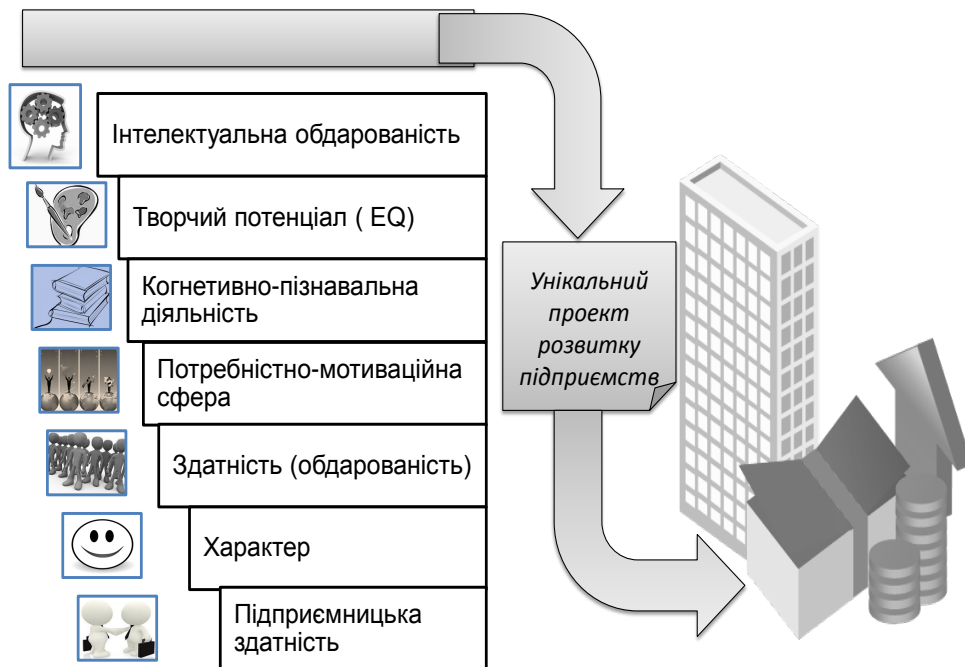 Інтелектуальна обдарованість
Творчий потенціал ( EQ)
Когнетивно-пізнавальна
діяльність
Потребністно-мотиваційна
сфера
Здатність (обдарованість)
Характер
Підприємницька
здатність
Унікальний
проект
розвитку
підприємств